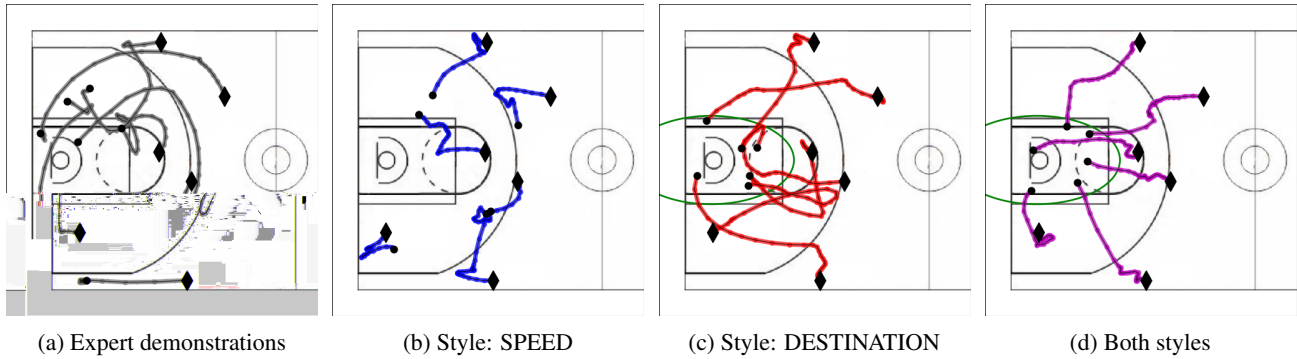 (a) Expert demonstrations
(b) Style: SPEED
(c) Style: DESTINATION
(d) Both styles